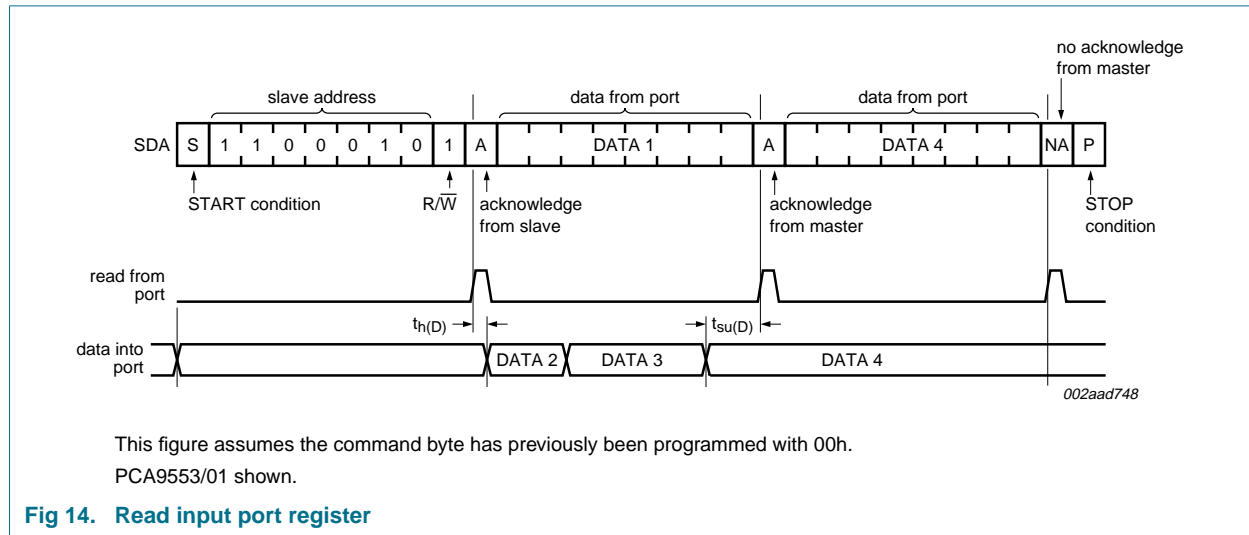 no acknowledge
from master
slave address
data from port
data from port
SDA S 1 1 0 0 0 1 0 1 A DATA 1 A DATA 4 NA P
START condition
R/W̅
acknowledge
from slave
acknowledge
from master
STOP
condition
read from
port
th(D)
tsu(D)
data into
port
DATA 2 DATA 3 DATA 4
002aad748
This figure assumes the command byte has previously been programmed with 00h.
PCA9553/01 shown.
Fig 14. Read input port register